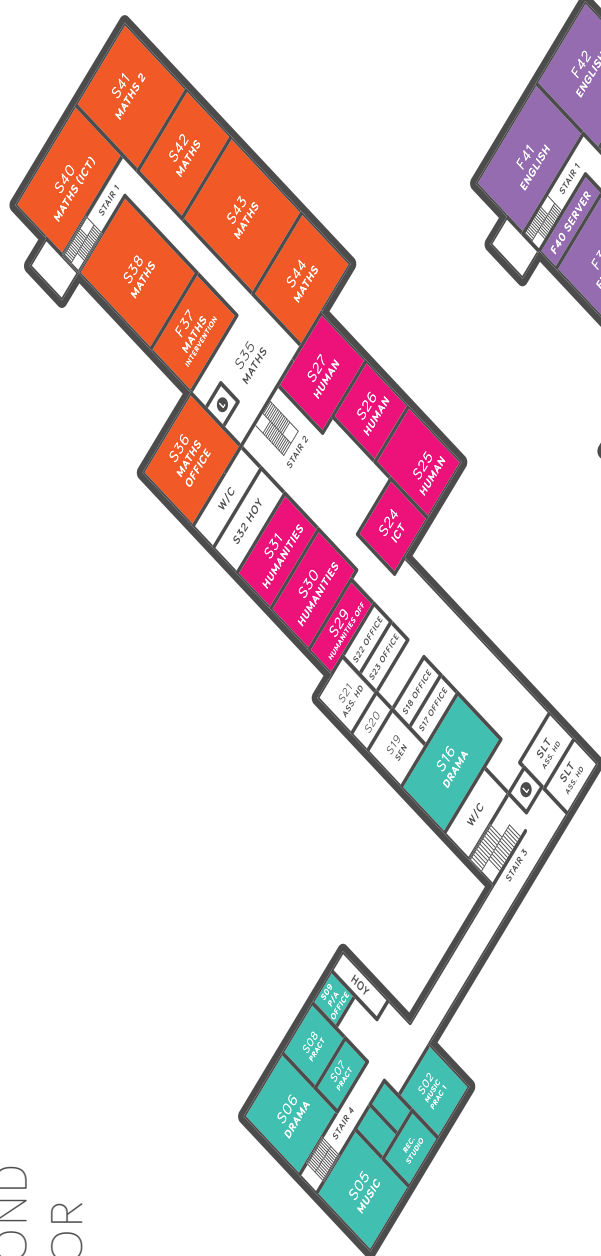 S41
MATHS 2
S40
MATHS (ICT)
STAIR 1
S42
MATHS
S43
MATHS
S44
MATHS
S38
MATHS
F37
MATHS
INTERVENTION
S35
MATHS
L
S36
MATHS
OFFICE
S27
HUMAN
S26
HUMAN
S25
HUMAN
S24
ICT
STAIR 2
W/C
S32 HOY
S31
HUMANITIES
S30
HUMANITIES
S29
HUMANITIES OFF
S22 OFFICE
S23 OFFICE
S21
ASS. HD
S20
S19
SEN
S18 OFFICE
S17 OFFICE
S16
DRAMA
W/C
SLT
ASS. HD
SLT
ASS. HD
L
STAIR 3
HOY
S09
P/A
OFFICE
S08
PRACT
S07
PRACT
S06
DRAMA
STAIR 4
S02
MUSIC
PRAC 1
REC.
STUDIO
S05
MUSIC
F42
ENGLISH
F41
ENGLISH
STAIR 1
F40 SERVER
OND
OR